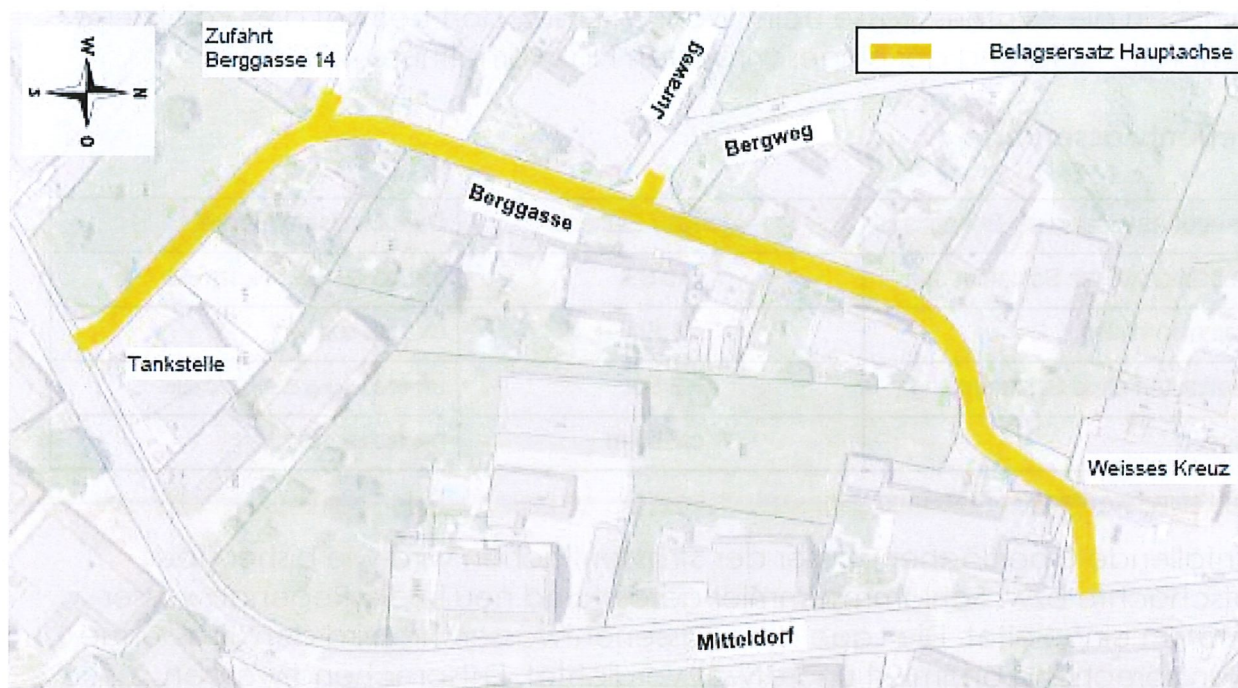 Zufahrt
Berggasse 14
Belagsersatz Hauptachse
W
S
N
O
Juraweg
Bergweg
Berggasse
Tankstelle
Weisses Kreuz
Mitteldorf